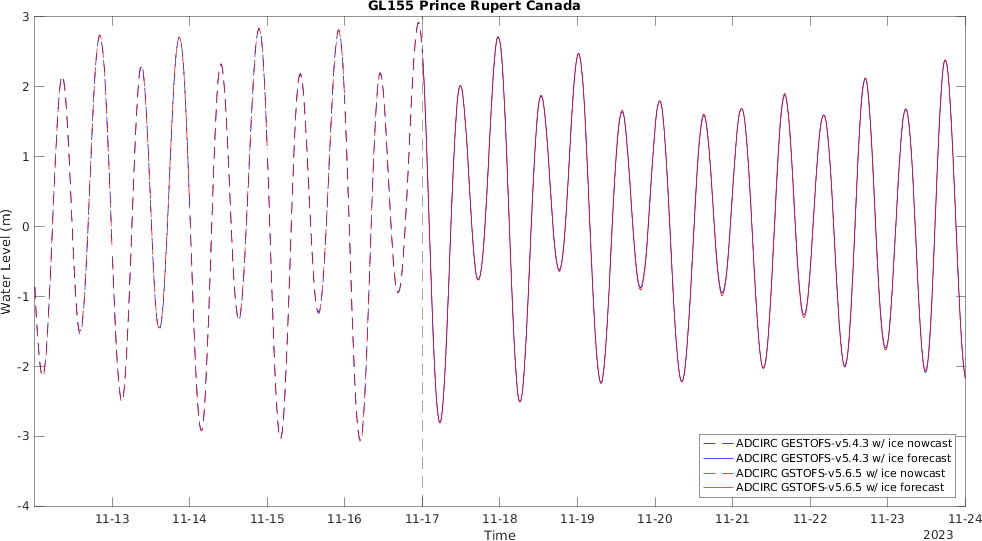 GL155 Prince Rupert Canada
3
2
1
0
-1
-2
-3
-4
Water Level (m)
11-13 11-14 11-15 11-16 11-17 11-18 11-19 11-20 11-21 11-22 11-23 11-24
Time
2023
ADCIRC GESTOFS-v5.4.3 w/ ice nowcast
ADCIRC GESTOFS-v5.4.3 w/ ice forecast
ADCIRC GSTOFS-v5.6.5 w/ ice nowcast
ADCIRC GSTOFS-v5.6.5 w/ ice forecast